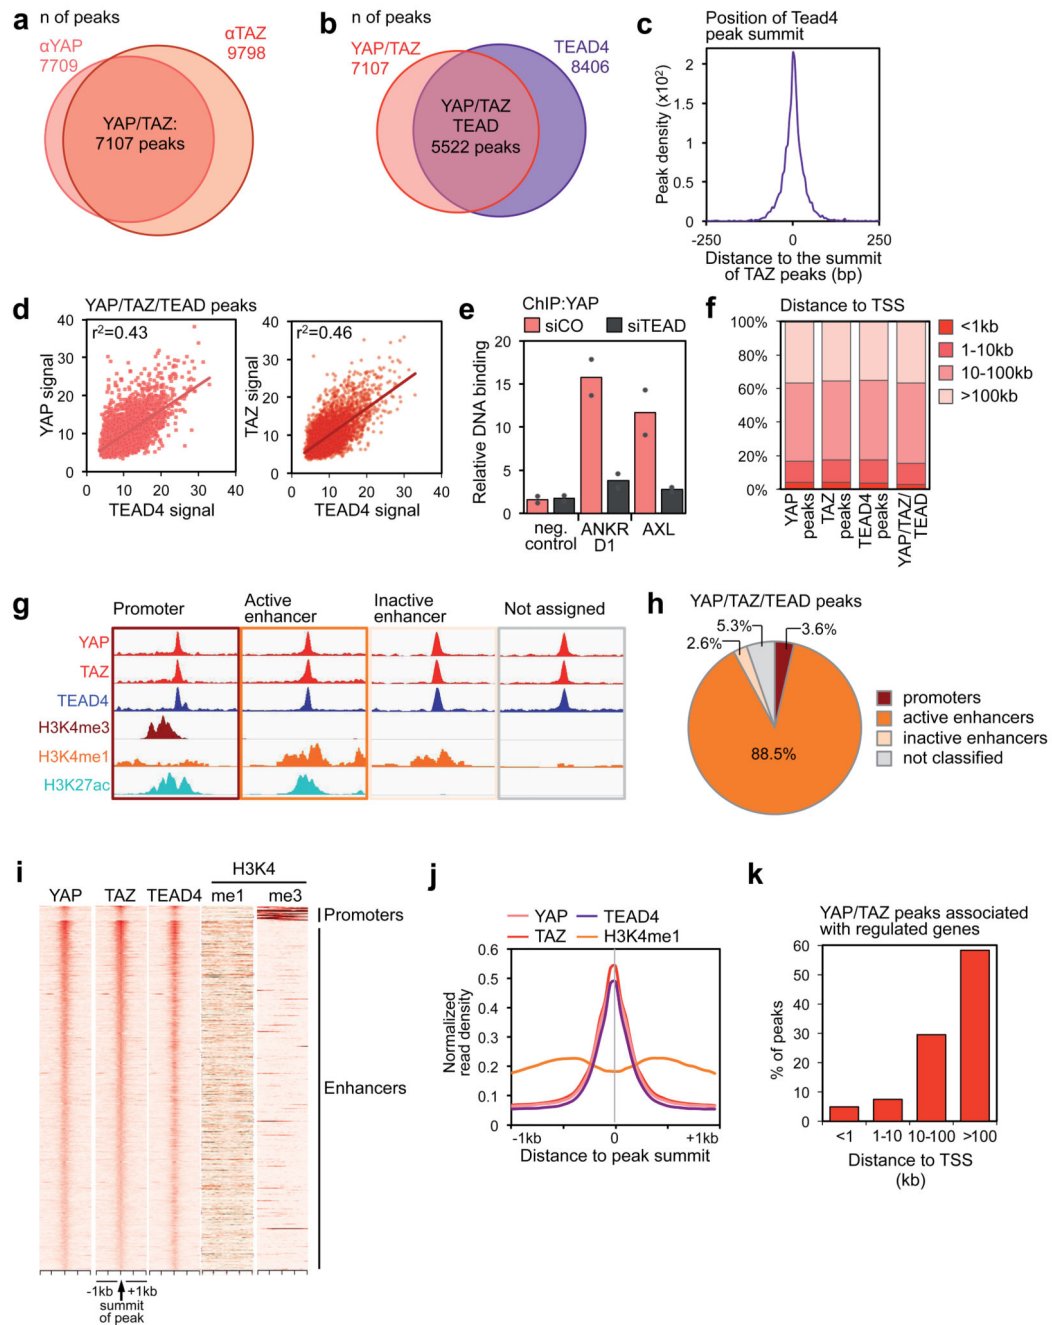 a
n of peaks
αYAP
7709
αTAZ
9798
YAP/TAZ:
7107 peaks
b
n of peaks
YAP/TAZ
7107
TEAD4
8406
YAP/TAZ
TEAD
5522 peaks
c
Position of Tead4
peak summit
Peak density (x10²)
2
1.5
1
0.5
0
-250
0
250
Distance to the summit
of TAZ peaks (bp)
d
YAP/TAZ/TEAD peaks
r²=0.43
YAP signal
40
30
20
10
0
0
10
20
30
40
TEAD4 signal
r²=0.46
TAZ signal
40
30
20
10
0
0
10
20
30
40
TEAD4 signal
e
ChIP:YAP
siCO
siTEAD
Relative DNA binding
20
15
10
5
0
neg.
control
ANKR
D1
AXL
f
Distance to TSS
100%
80%
60%
40%
20%
0%
YAP
peaks
TAZ
peaks
TEAD4
peaks
YAP/TAZ/
TEAD
<1kb
1-10kb
10-100kb
>100kb
g
Promoter
Active
enhancer
Inactive
enhancer
Not assigned
YAP
TAZ
TEAD4
H3K4me3
H3K4me1
H3K27ac
h
YAP/TAZ/TEAD peaks
5.3%
3.6%
2.6%
88.5%
promoters
active enhancers
inactive enhancers
not classified
i
H3K4
YAP
TAZ
TEAD4
me1
me3
Promoters
Enhancers
-1kb
+1kb
summit
of peak
j
YAP
TEAD4
TAZ
H3K4me1
Normalized
read density
0.6
0.5
0.4
0.3
0.2
0.1
0
-1kb
0
+1kb
Distance to peak summit
k
YAP/TAZ peaks associated
with regulated genes
% of peaks
60
50
40
30
20
10
0
<1
1-10
10-100
>100
Distance to TSS
(kb)